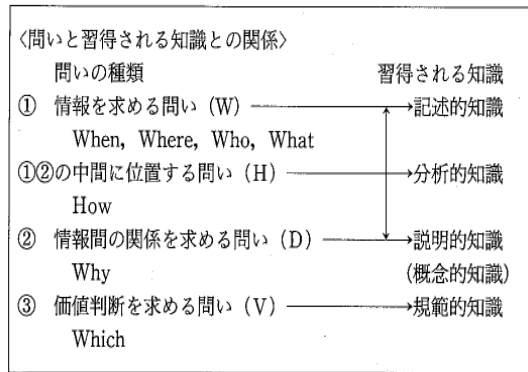 〈問いと習得される知識との関係〉
問いの種類 習得される知識
① 情報を求める問い（W） 記述的知識
When, Where, Who, What
①②の中間に位置する問い（H） 分析的知識
How
② 情報間の関係を求める問い（D） 説明的知識
Why (概念的知識)
③ 価値判断を求める問い（V） 規範的知識
Which